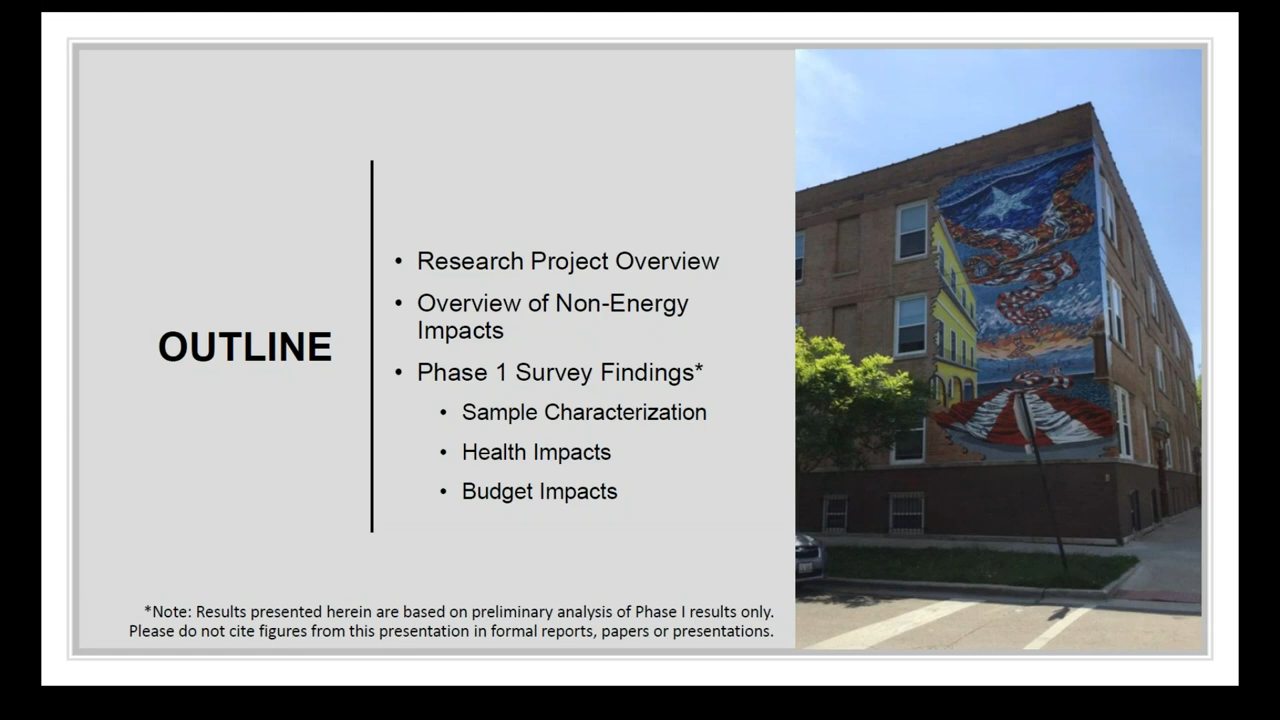 OUTLINE
• Research Project Overview
• Overview of Non-Energy
Impacts
• Phase 1 Survey Findings*
• Sample Characterization
• Health Impacts
• Budget Impacts
*Note: Results presented herein are based on preliminary analysis of Phase I results only.
Please do not cite figures from this presentation in formal reports, papers or presentations.